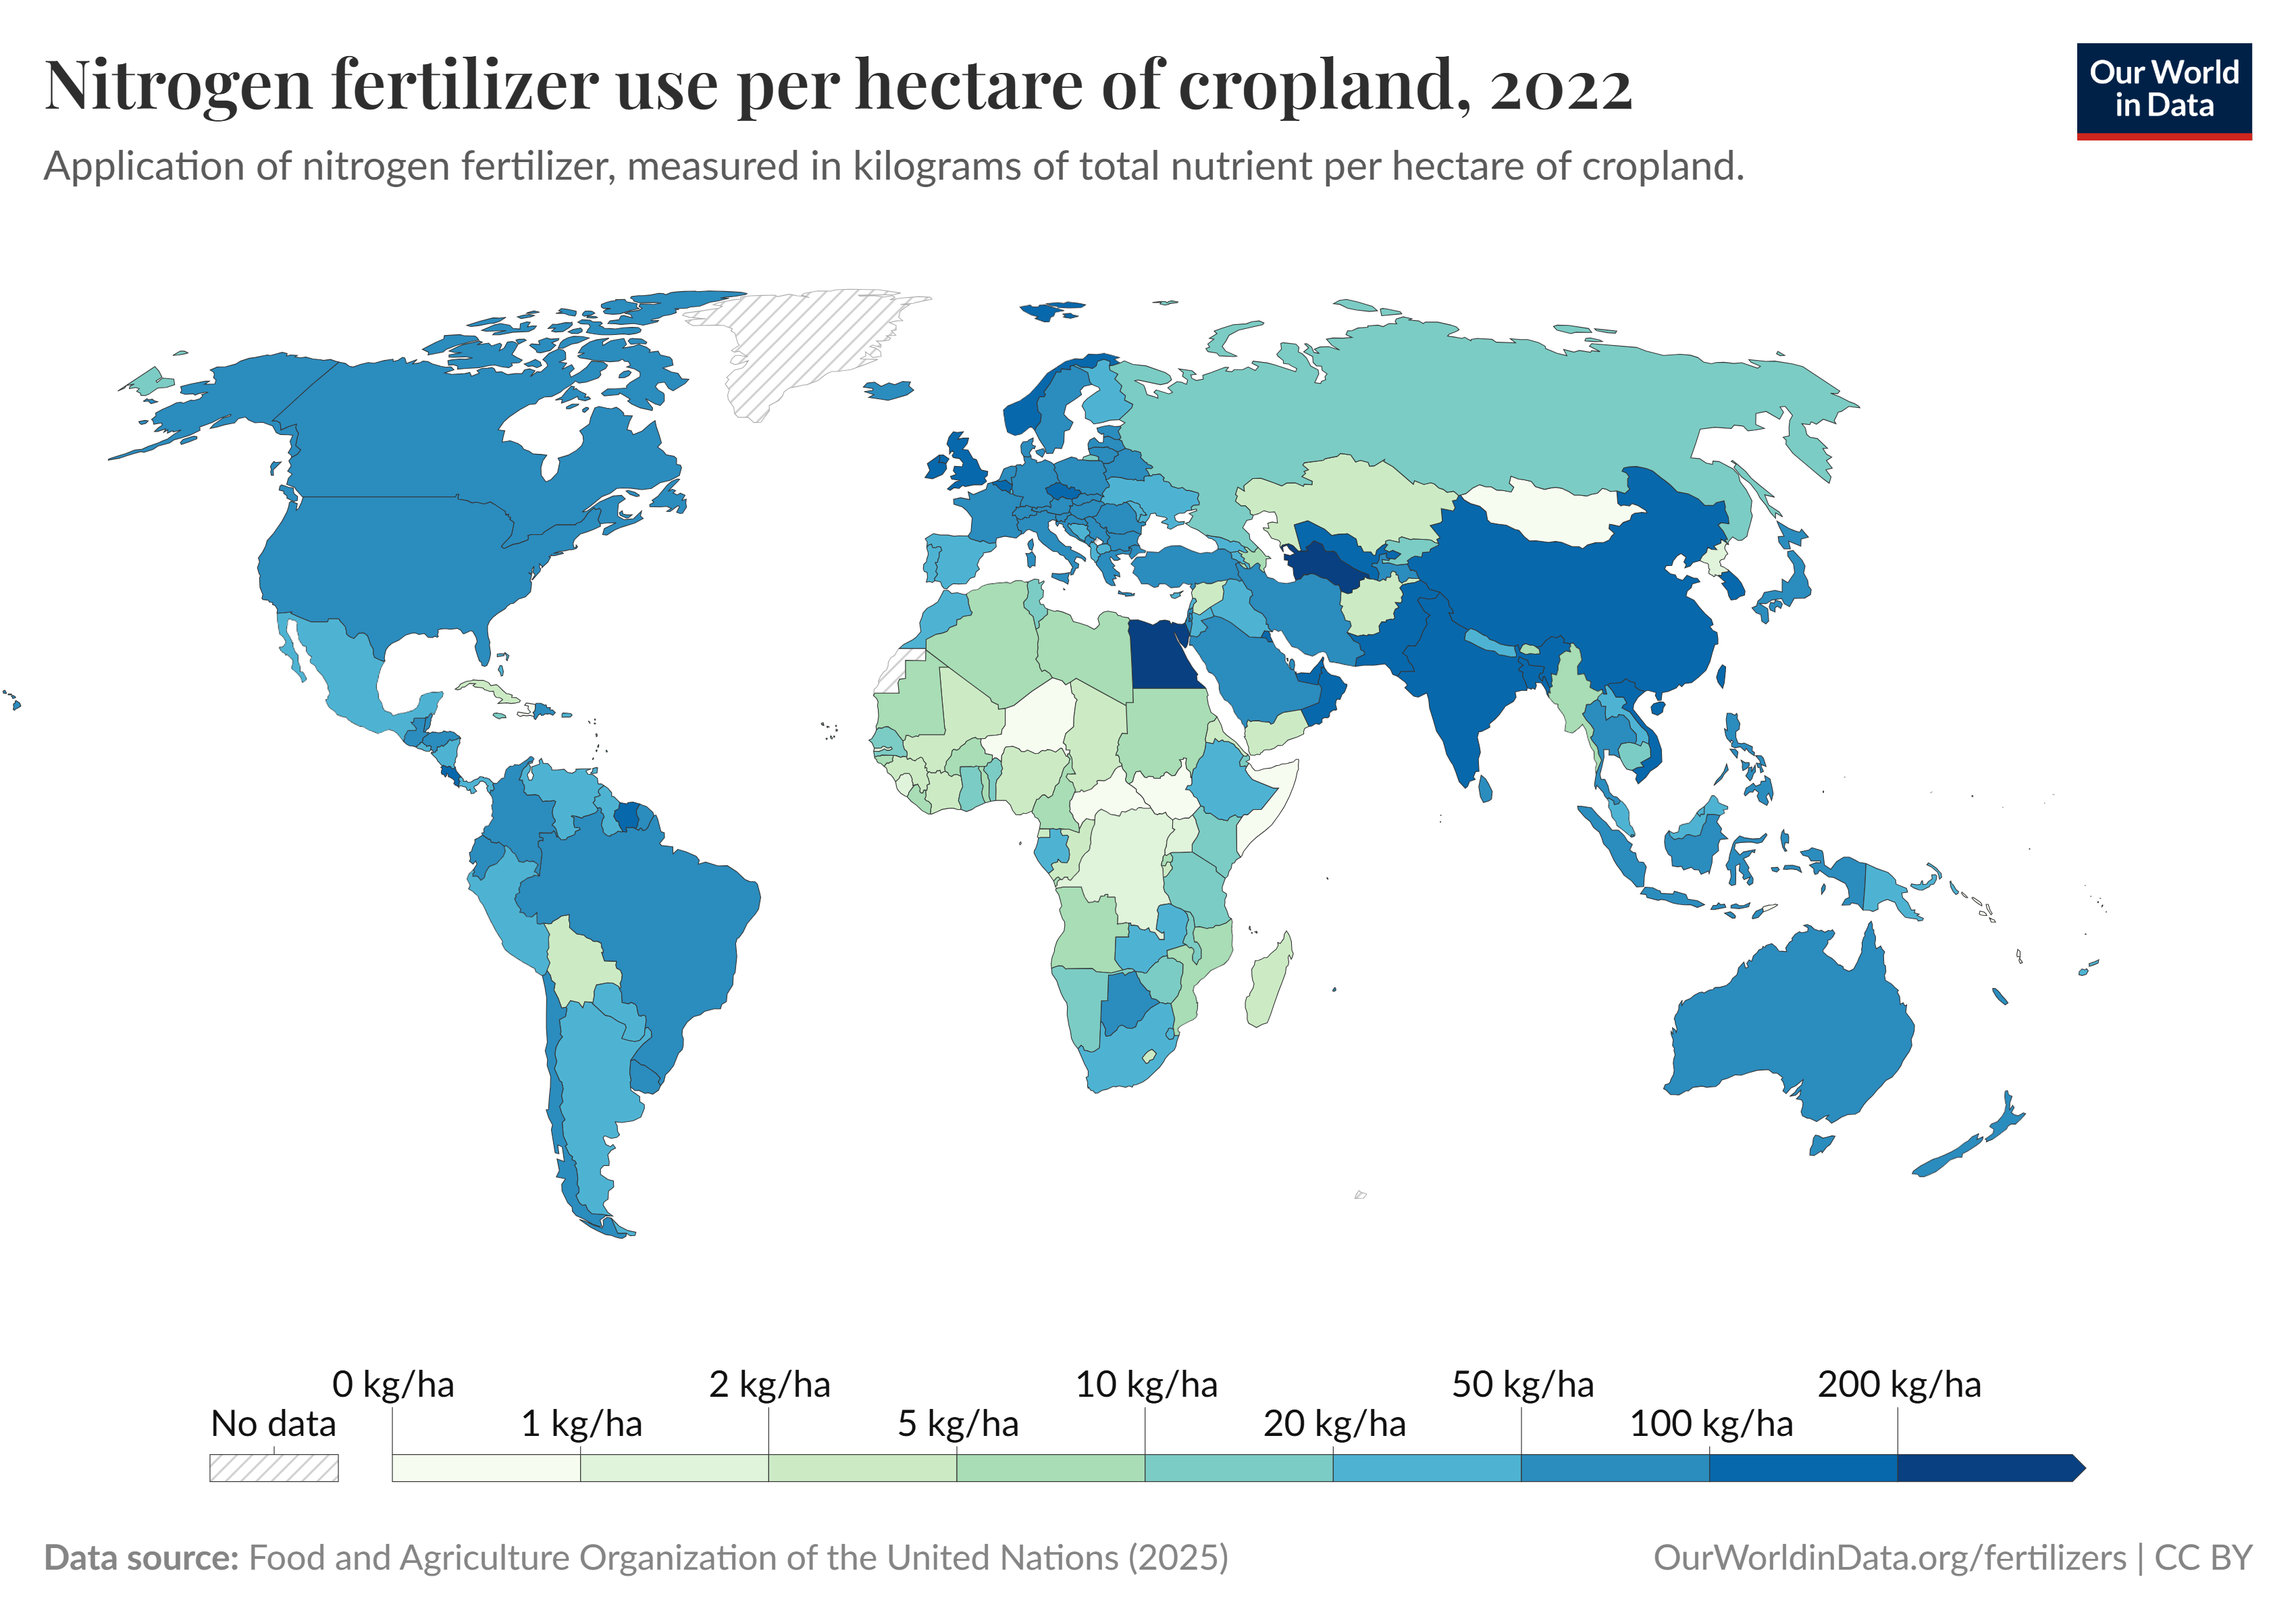 Nitrogen fertilizer use per hectare of cropland, 2022
Application of nitrogen fertilizer, measured in kilograms of total nutrient per hectare of cropland.
Our World
in Data
0 kg/ha
2 kg/ha
10 kg/ha
50 kg/ha
200 kg/ha
No data
1 kg/ha
5 kg/ha
20 kg/ha
100 kg/ha
Data source: Food and Agriculture Organization of the United Nations (2025)
OurWorldinData.org/fertilizers | CC BY